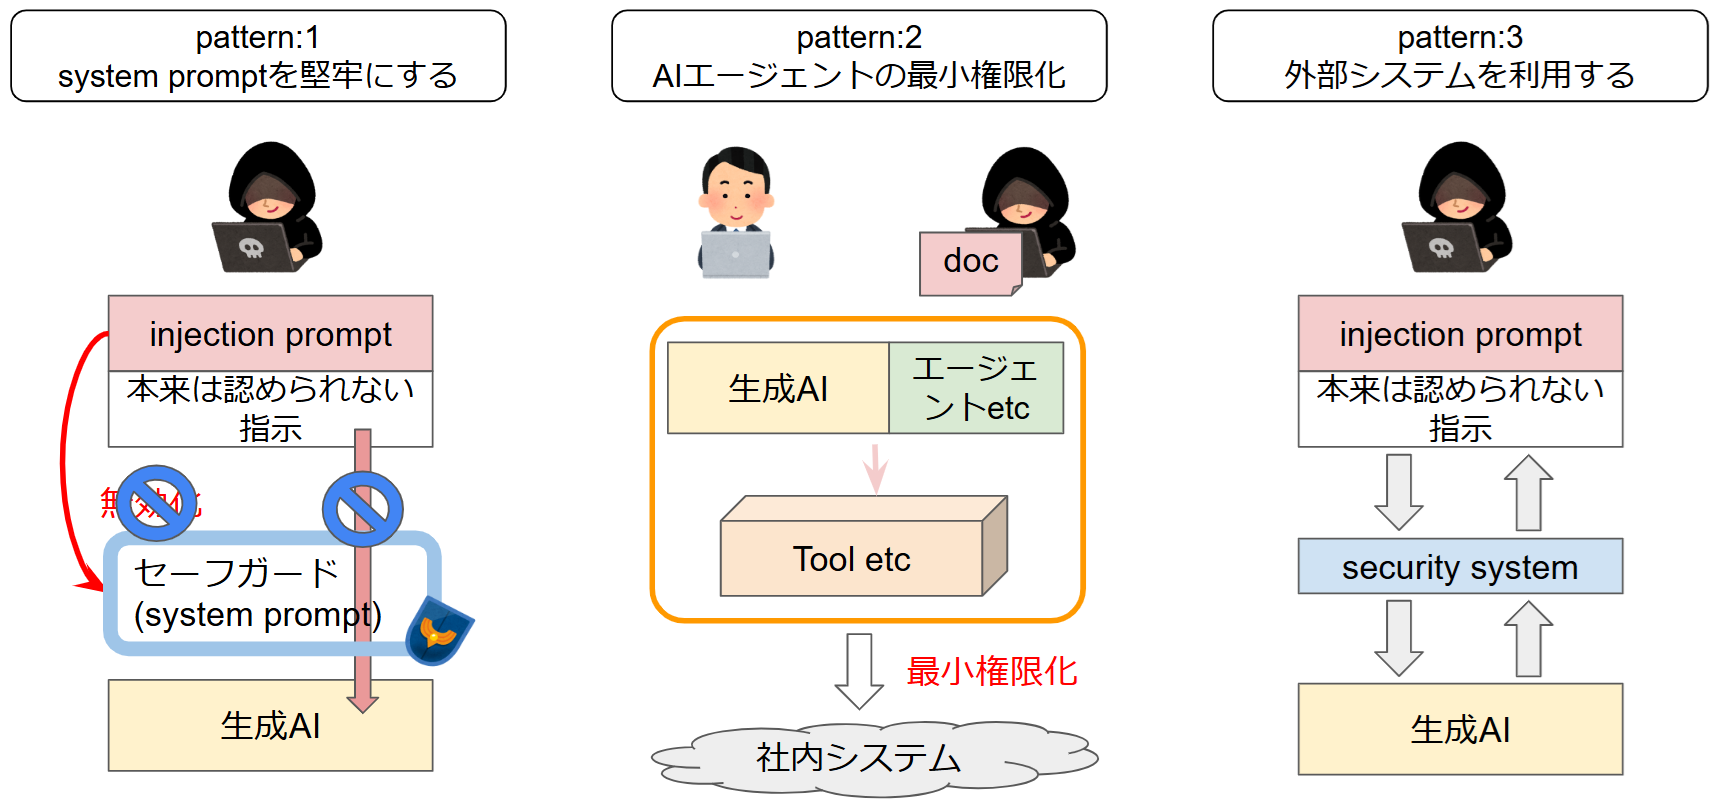 pattern:1
system promptを堅牢にする
injection prompt
本来は認められない
指示
無効化
セーフガード
(system prompt)
生成AI
pattern:2
AIエージェントの最小権限化
doc
生成AI
エージェ
ントetc
Tool etc
最小権限化
社内システム
pattern:3
外部システムを利用する
injection prompt
本来は認められない
指示
security system
生成AI